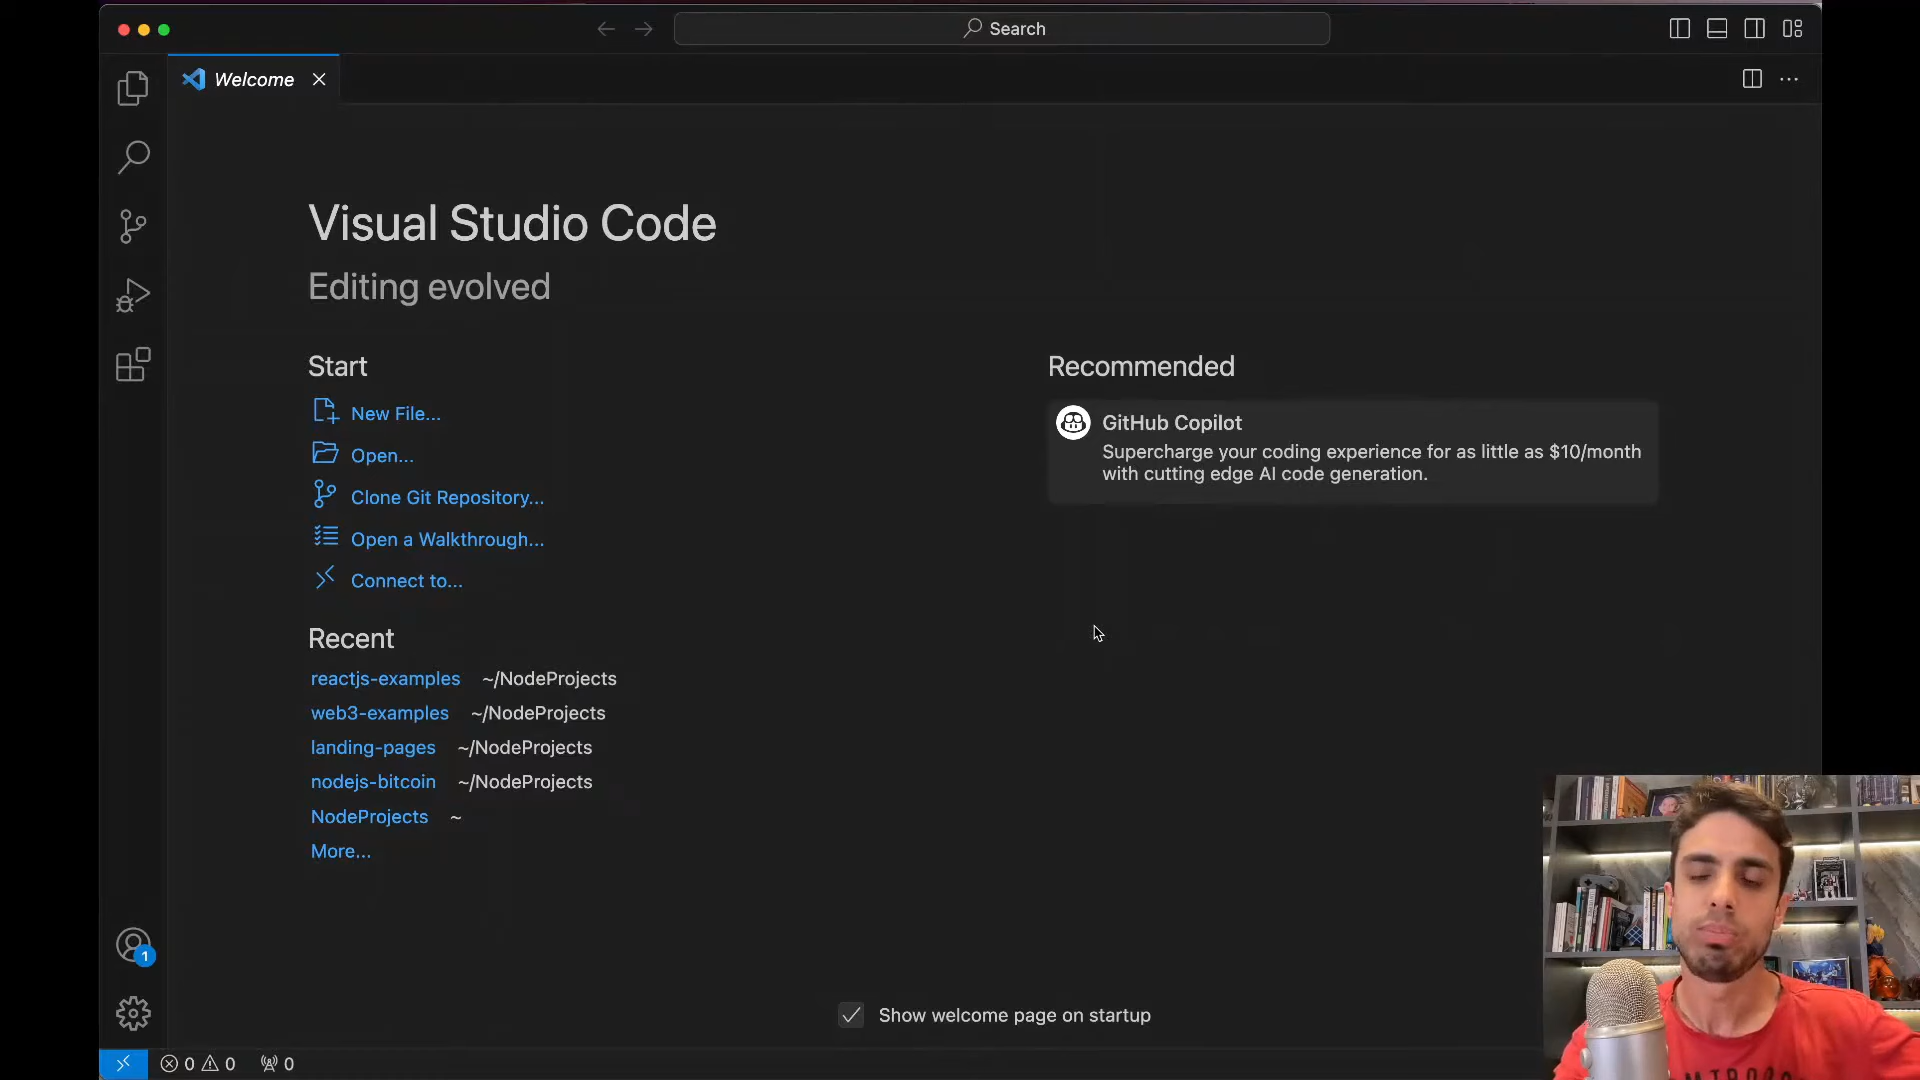 Search
Welcome
Visual Studio Code
Editing evolved
Start
New File...
Open...
Clone Git Repository...
Open a Walkthrough...
Connect to...
Recent
reactjs-examples ~/NodeProjects
web3-examples ~/NodeProjects
landing-pages ~/NodeProjects
nodejs-bitcoin ~/NodeProjects
NodeProjects ~
More...
Recommended
GitHub Copilot
Supercharge your coding experience for as little as $10/month
with cutting edge AI code generation.
1
Show welcome page on startup
0 0 0